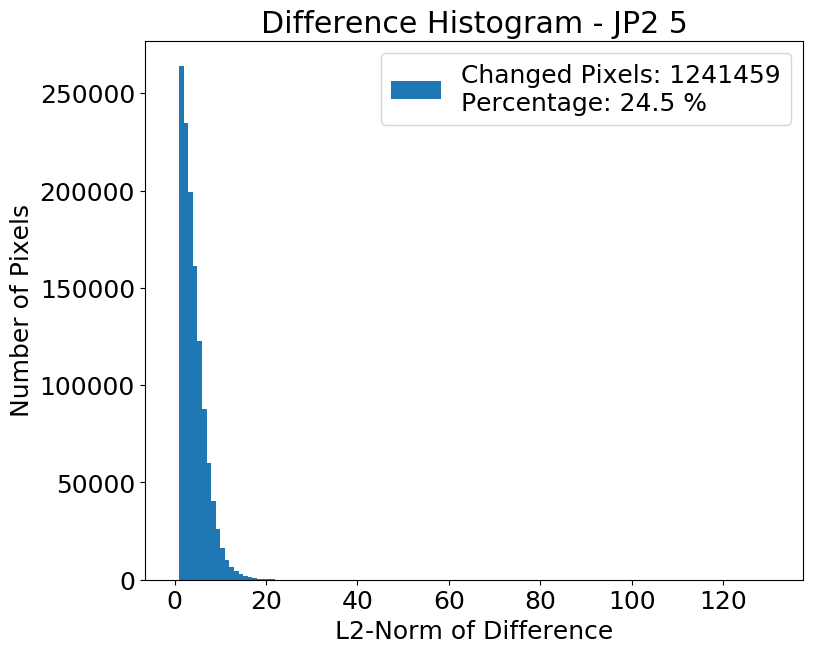 Difference Histogram - JP2 5
Changed Pixels: 1241459
Percentage: 24.5 %
Number of Pixels
250000
200000
150000
100000
50000
0
0 20 40 60 80 100 120
L2-Norm of Difference